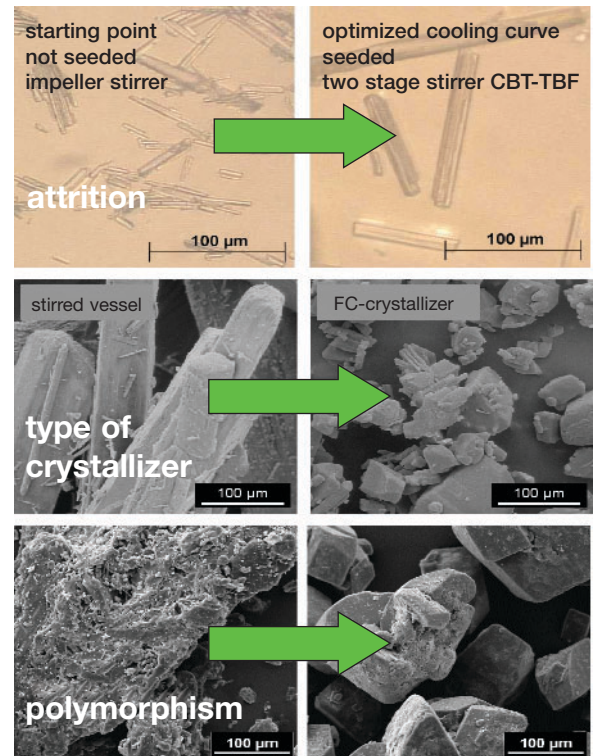 starting point
not seeded
impeller stirrer
optimized cooling curve
seeded
two stage stirrer CBT-TBF
attrition
100 µm
100 µm
stirred vessel
FC-crystallizer
type of
crystallizer
100 µm
100 µm
polymorphism
100 µm
100 µm